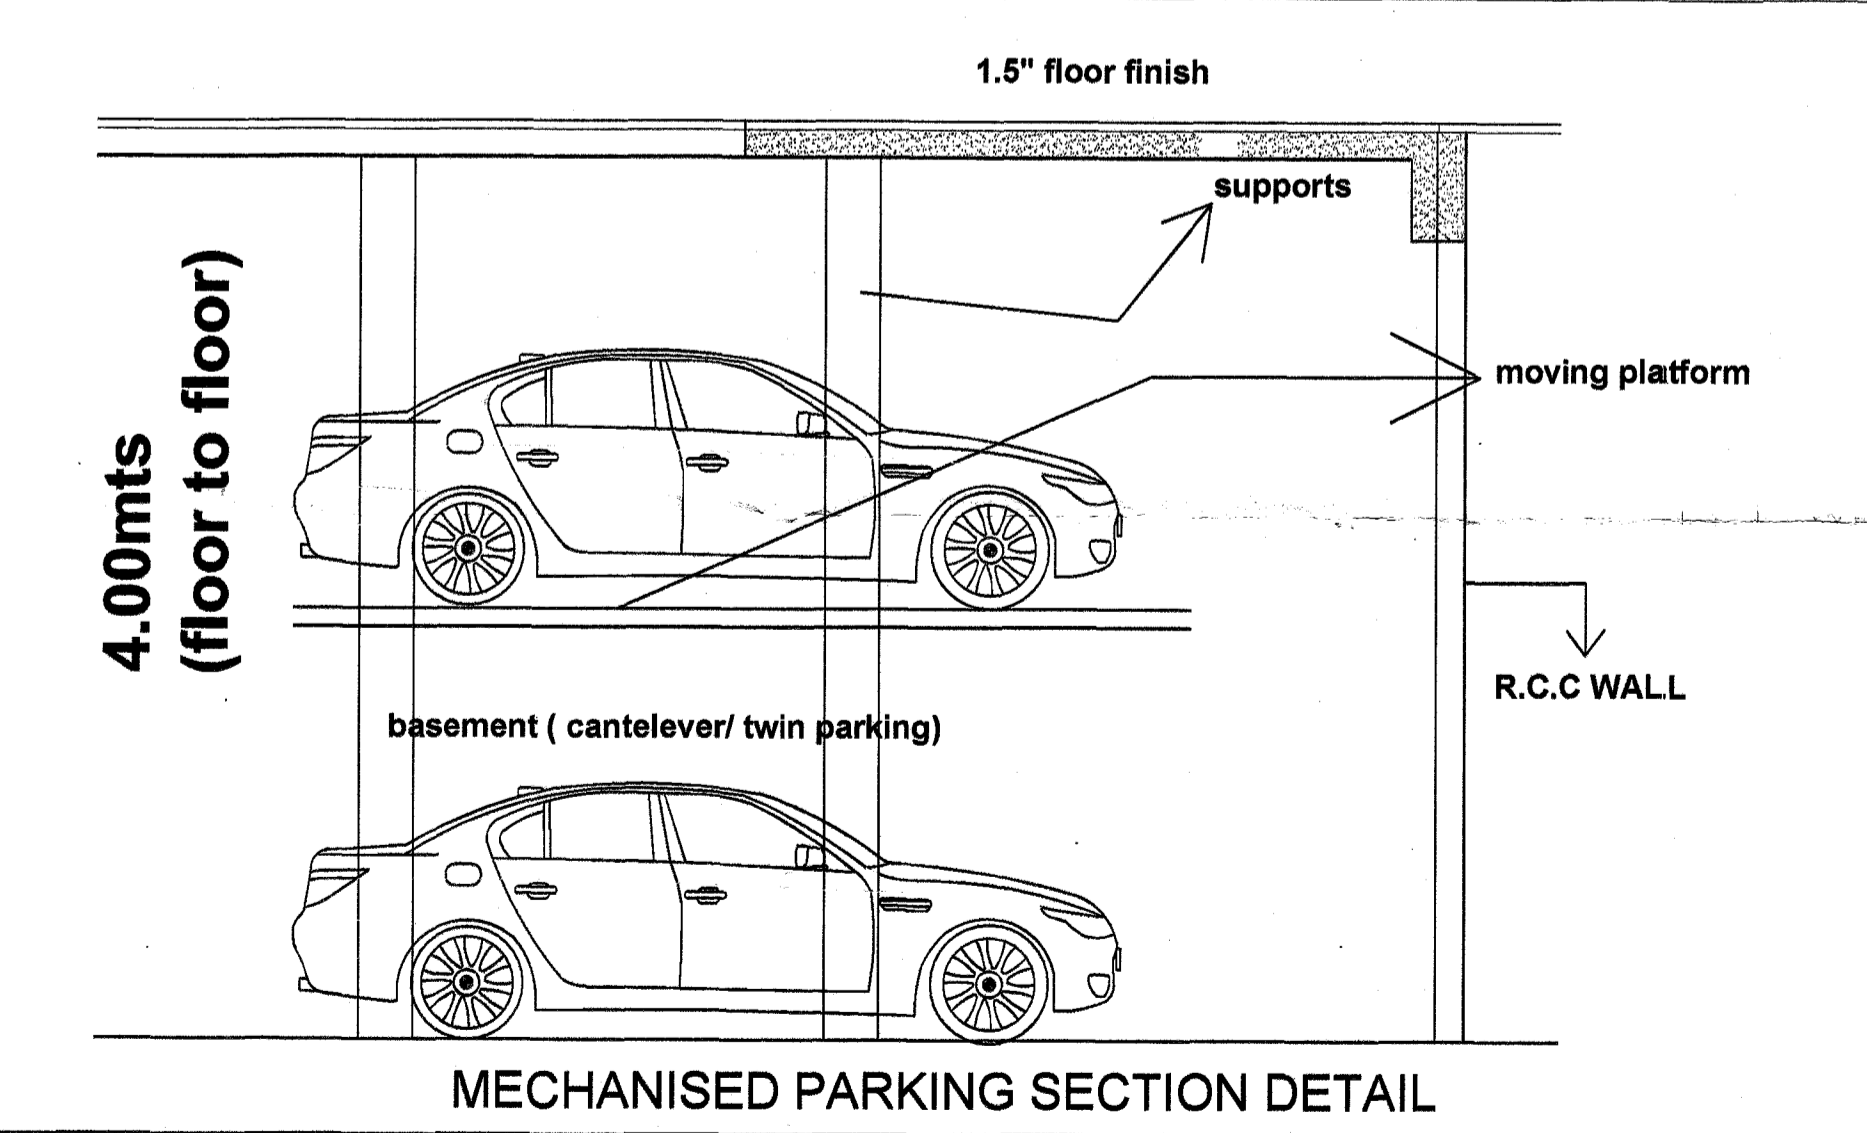 1.5" floor finish
supports
moving platform
4.00mts
(floor to floor)
R.C.C WALL
basement ( cantelever/ twin parking)
MECHANISED PARKING SECTION DETAIL